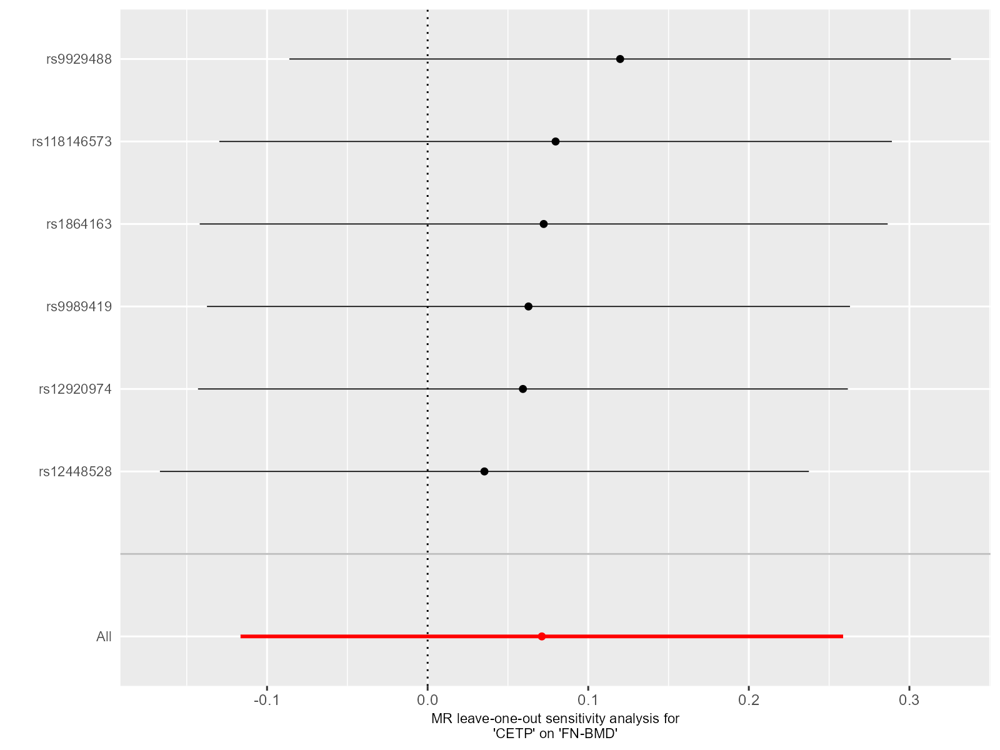 rs9929488
rs118146573
rs1864163
rs9989419
rs12920974
rs12448528
All
-0.1 0.0 0.1 0.2 0.3
MR leave-one-out sensitivity analysis for
'CETP' on 'FN-BMD'